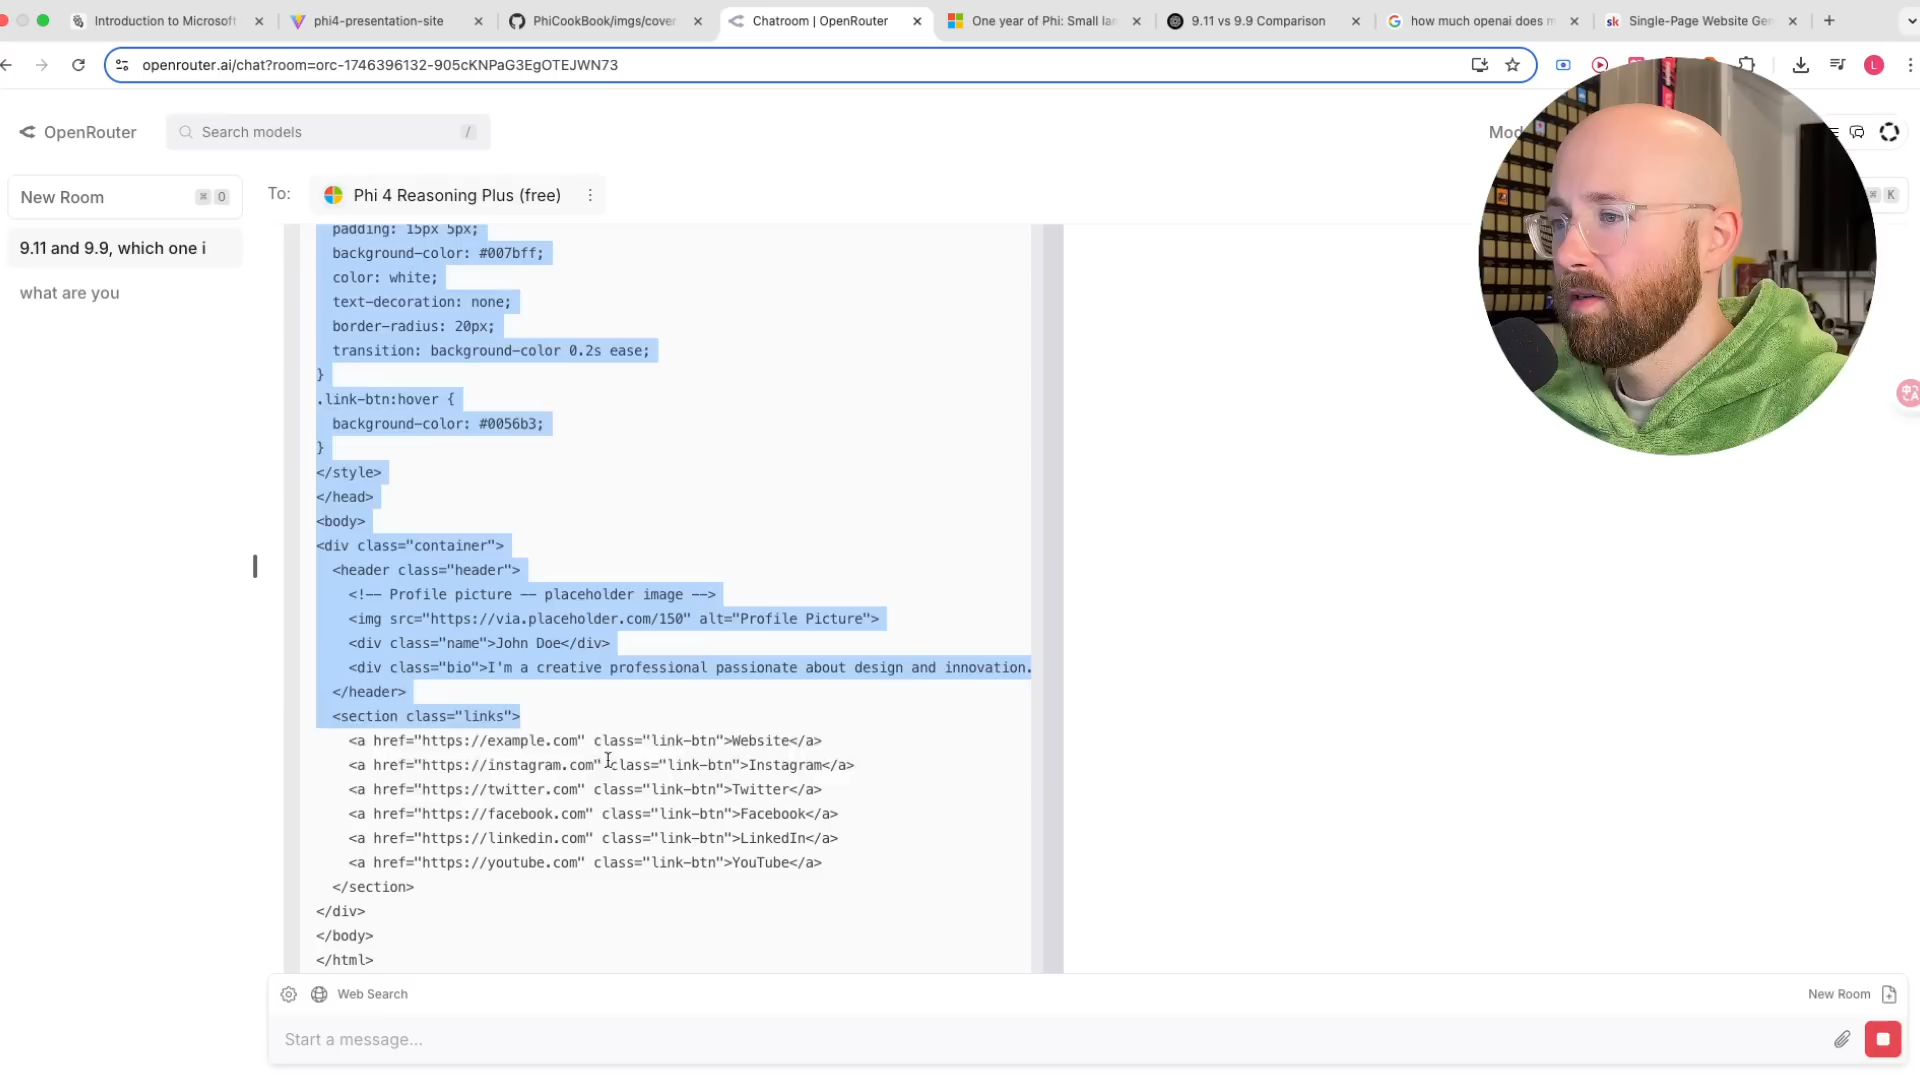 Introduction to Microsoft
phi4-presentation-site
PhiCookBook/imgs/cover
Chatroom | OpenRouter
One year of Phi: Small lan
9.11 vs 9.9 Comparison
how much openai does m
Single-Page Website Gen
openrouter.ai/chat?room=orc-1746396132-905cKNPaG3EgOTEJWN73
L
OpenRouter
Search models
/
New Room
⌘ O
To:
Phi 4 Reasoning Plus (free)
K
9.11 and 9.9, which one i
what are you
padding: 15px 5px;
background-color: #007bff;
color: white;
text-decoration: none;
border-radius: 20px;
transition: background-color 0.2s ease;
}
.link-btn:hover {
background-color: #0056b3;
}
</style>
</head>
<body>
<div class="container">
<header class="header">
<!-- Profile picture -- placeholder image -->
<img src="https://via.placeholder.com/150" alt="Profile Picture">
<div class="name">John Doe</div>
<div class="bio">I'm a creative professional passionate about design and innovation.
</header>
<section class="links">
<a href="https://example.com" class="link-btn">Website</a>
<a href="https://instagram.com" class="link-btn">Instagram</a>
<a href="https://twitter.com" class="link-btn">Twitter</a>
<a href="https://facebook.com" class="link-btn">Facebook</a>
<a href="https://linkedin.com" class="link-btn">LinkedIn</a>
<a href="https://youtube.com" class="link-btn">YouTube</a>
</section>
</div>
</body>
</html>
Web Search
New Room
Start a message...